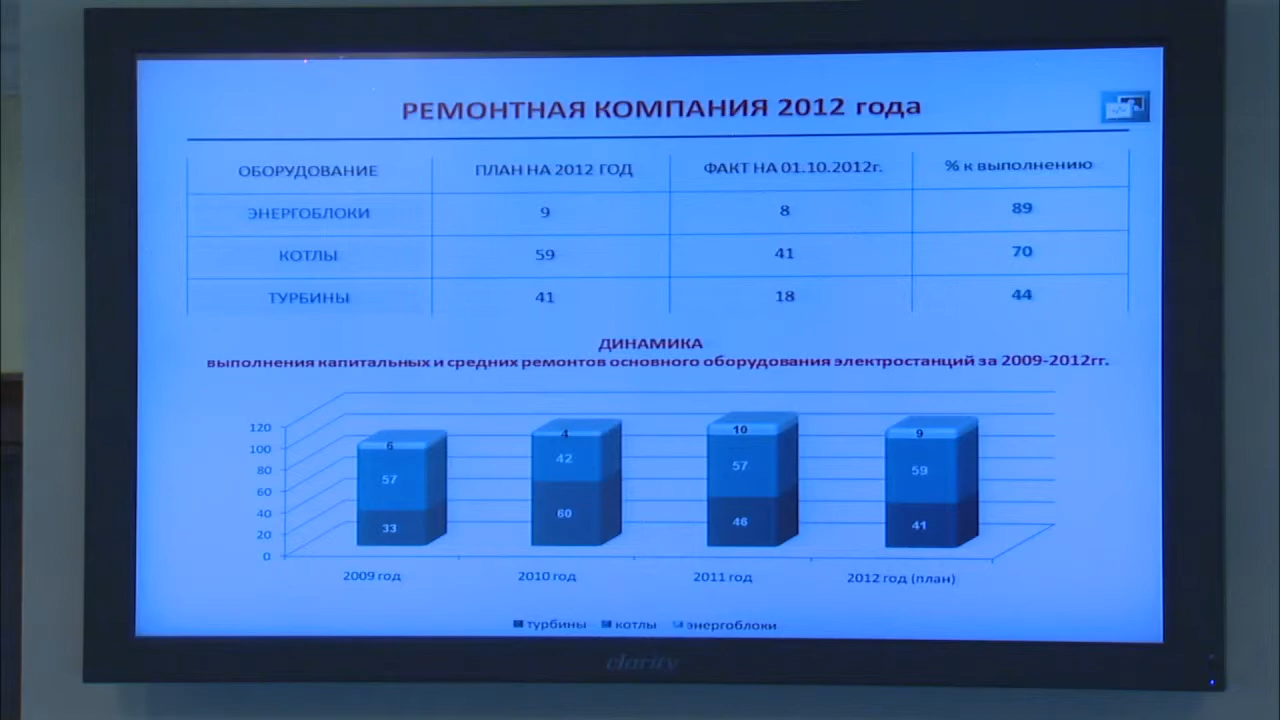 РЕМОНТНАЯ КОМПАНИЯ 2012 года
ОБОРУДОВАНИЕ ПЛАН НА 2012 ГОД ФАКТ НА 01.10.2012г. % к выполнению
ЭНЕРГОБЛОКИ 9 8 89
КОТЛЫ 59 41 70
ТУРБИНЫ 41 18 44
ДИНАМИКА
выполнения капитальных и средних ремонтов основного оборудования электростанций за 2009-2012гг.
120
100
80
60
40
20
0
6
57
33
4
42
60
10
57
46
9
59
41
2009 год 2010 год 2011 год 2012 год (план)
турбины котлы энергоблоки
clarity